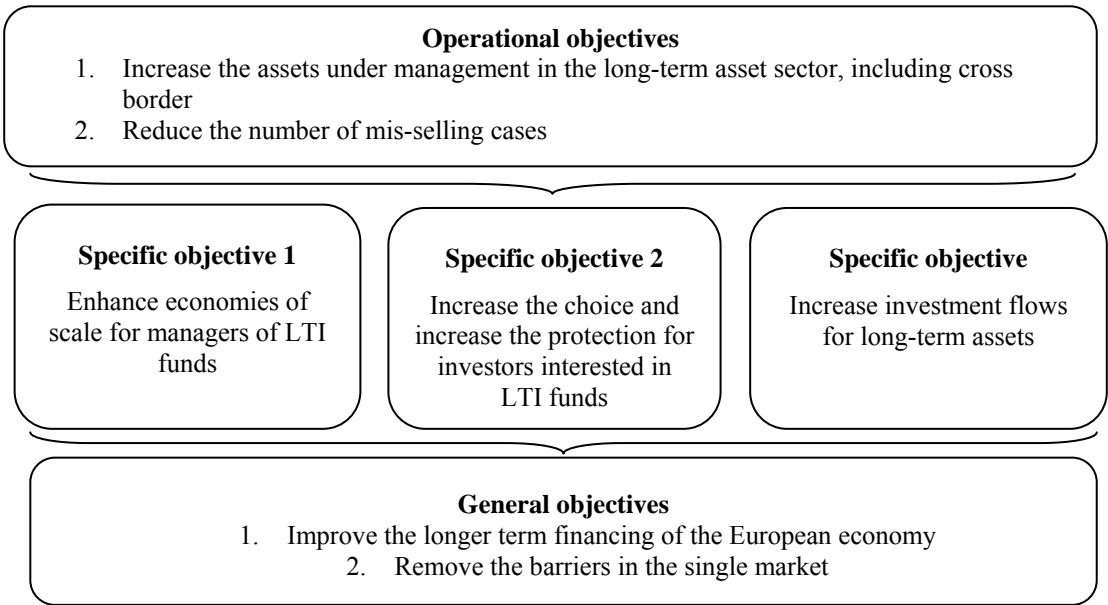 Operational objectives
1. Increase the assets under management in the long-term asset sector, including cross
border
2. Reduce the number of mis-selling cases
Specific objective 1
Enhance economies of
scale for managers of LTI
funds
Specific objective 2
Increase the choice and
increase the protection for
investors interested in
LTI funds
Specific objective
Increase investment flows
for long-term assets
General objectives
1. Improve the longer term financing of the European economy
2. Remove the barriers in the single market